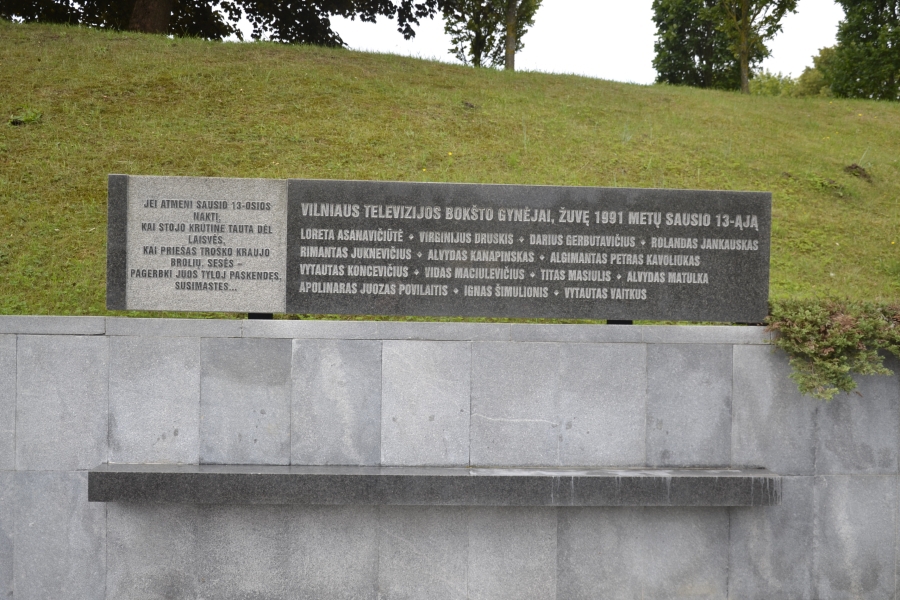 JEI ATMENI SAUSIO 13-OSIOS
NAKTĮ,
KAI STOJO KRŪTINE TAUTA DĖL
LAISVĖS,
KAI PRIEŠAS TROŠKO KRAUJO
BROLIŲ, SESĖS –
PAGERBKI JUOS TYLOJ PASKENDĘS,
SUSIMĄSTĘS...
VILNIAUS TELEVIZIJOS BOKŠTO GYNĖJAI, ŽUVĘ 1991 METŲ SAUSIO 13-ĄJĄ
LORETA ASANAVIČIŪTĖ + VIRGINIJUS DRUSKIS + DARIUS GERBUTAVIČIUS + ROLANDAS JANKAUSKAS
RIMANTAS JUKNEVIČIUS + ALVYDAS KANAPINSKAS + ALGIMANTAS PETRAS KAVOLIUKAS
VYTAUTAS KONCEVIČIUS + VIDAS MACIULEVIČIUS + TITAS MASIULIS + ALVYDAS MATULKA
APOLINARAS JUOZAS POVILAITIS + IGNAS ŠIMULIONIS + VYTAUTAS VAITKUS